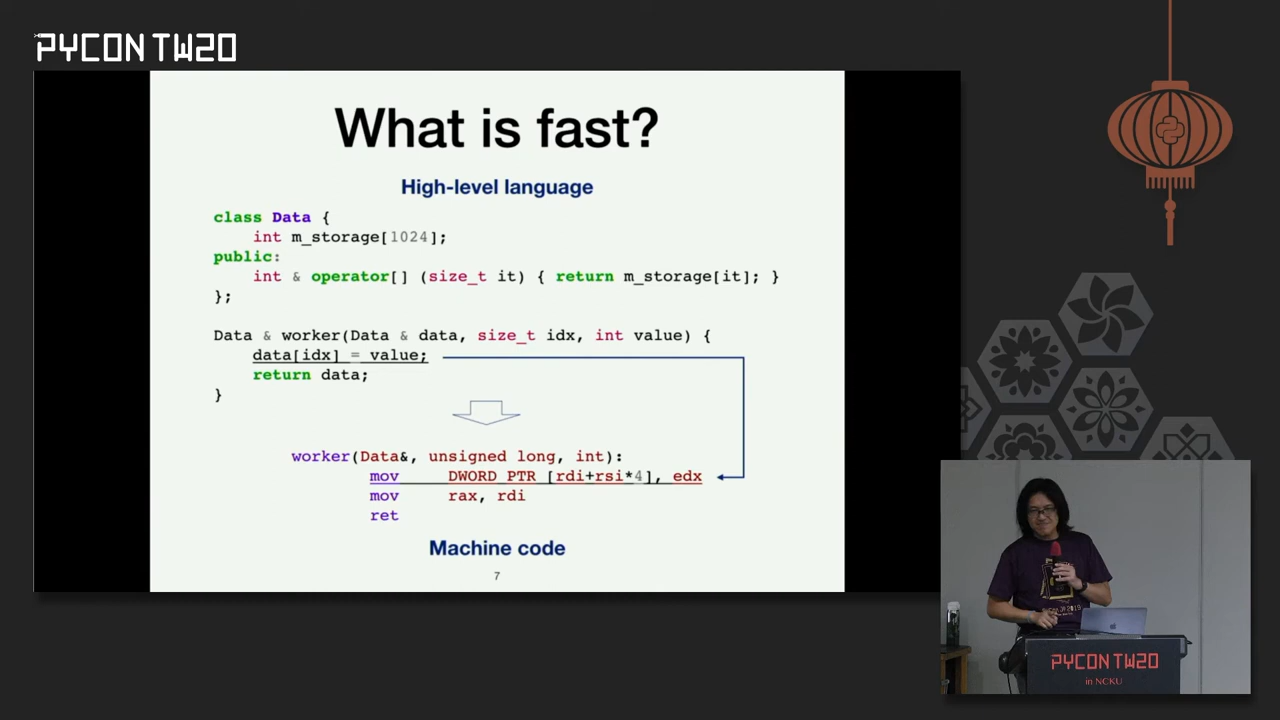 PYCON TW20
What is fast?
High-level language
class Data {
    int m_storage[1024];
public:
    int & operator[] (size_t it) { return m_storage[it]; }
};
Data & worker(Data & data, size_t idx, int value) {
    data[idx] = value;
    return data;
}
worker(Data&, unsigned long, int):
        mov     DWORD PTR [rdi+rsi*4], edx
        mov     rax, rdi
        ret
Machine code
7
PYCON TW20
in NCKU